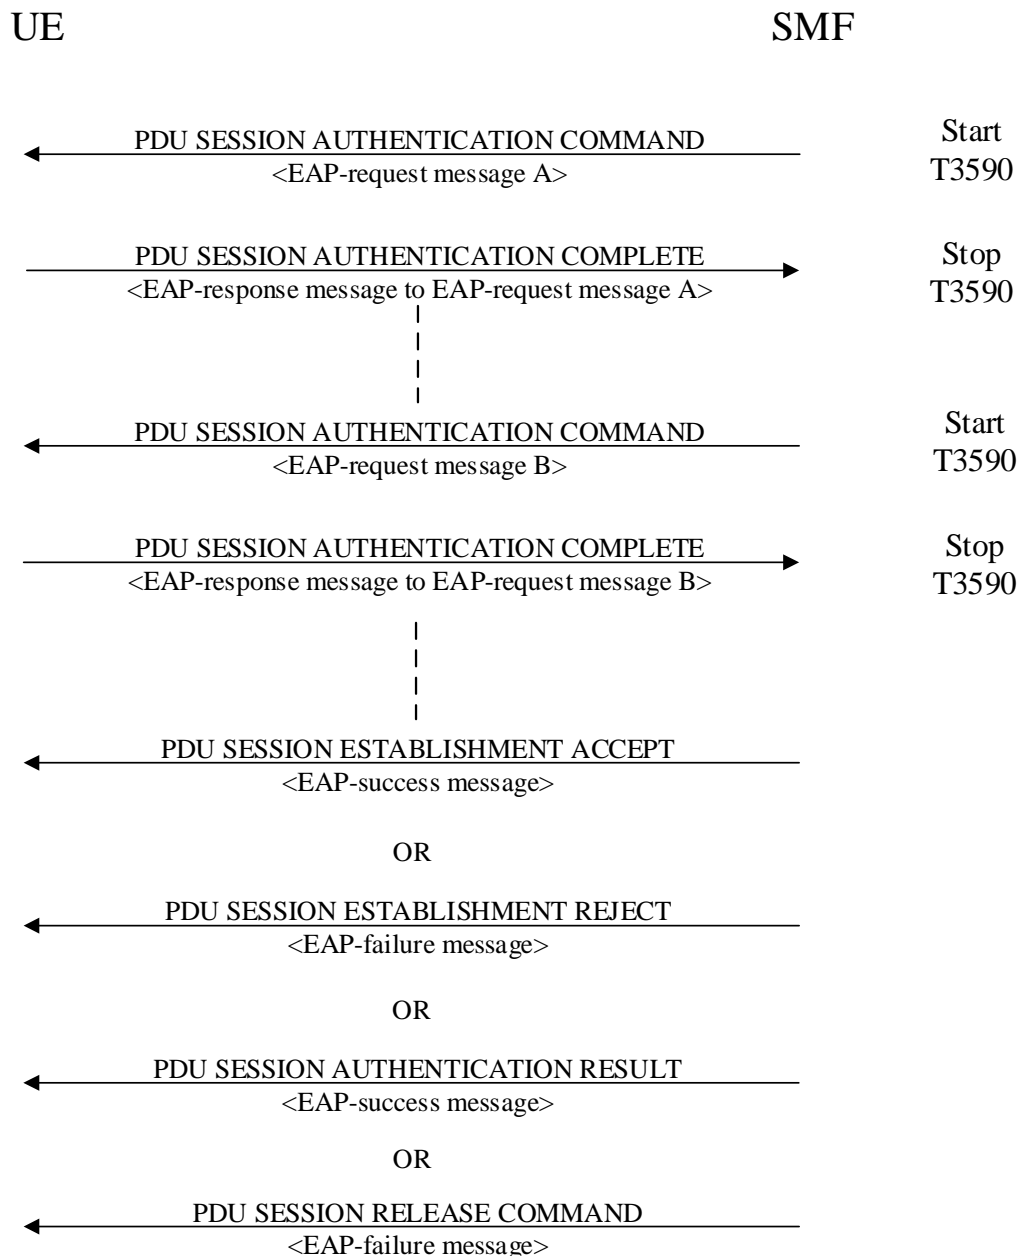 UE SMF
PDU SESSION AUTHENTICATION COMMAND
<EAP-request message A>
Start
T3590
PDU SESSION AUTHENTICATION COMPLETE
<EAP-response message to EAP-request message A>
Stop
T3590
PDU SESSION AUTHENTICATION COMMAND
<EAP-request message B>
Start
T3590
PDU SESSION AUTHENTICATION COMPLETE
<EAP-response message to EAP-request message B>
Stop
T3590
PDU SESSION ESTABLISHMENT ACCEPT
<EAP-success message>
OR
PDU SESSION ESTABLISHMENT REJECT
<EAP-failure message>
OR
PDU SESSION AUTHENTICATION RESULT
<EAP-success message>
OR
PDU SESSION RELEASE COMMAND
<EAP-failure message>